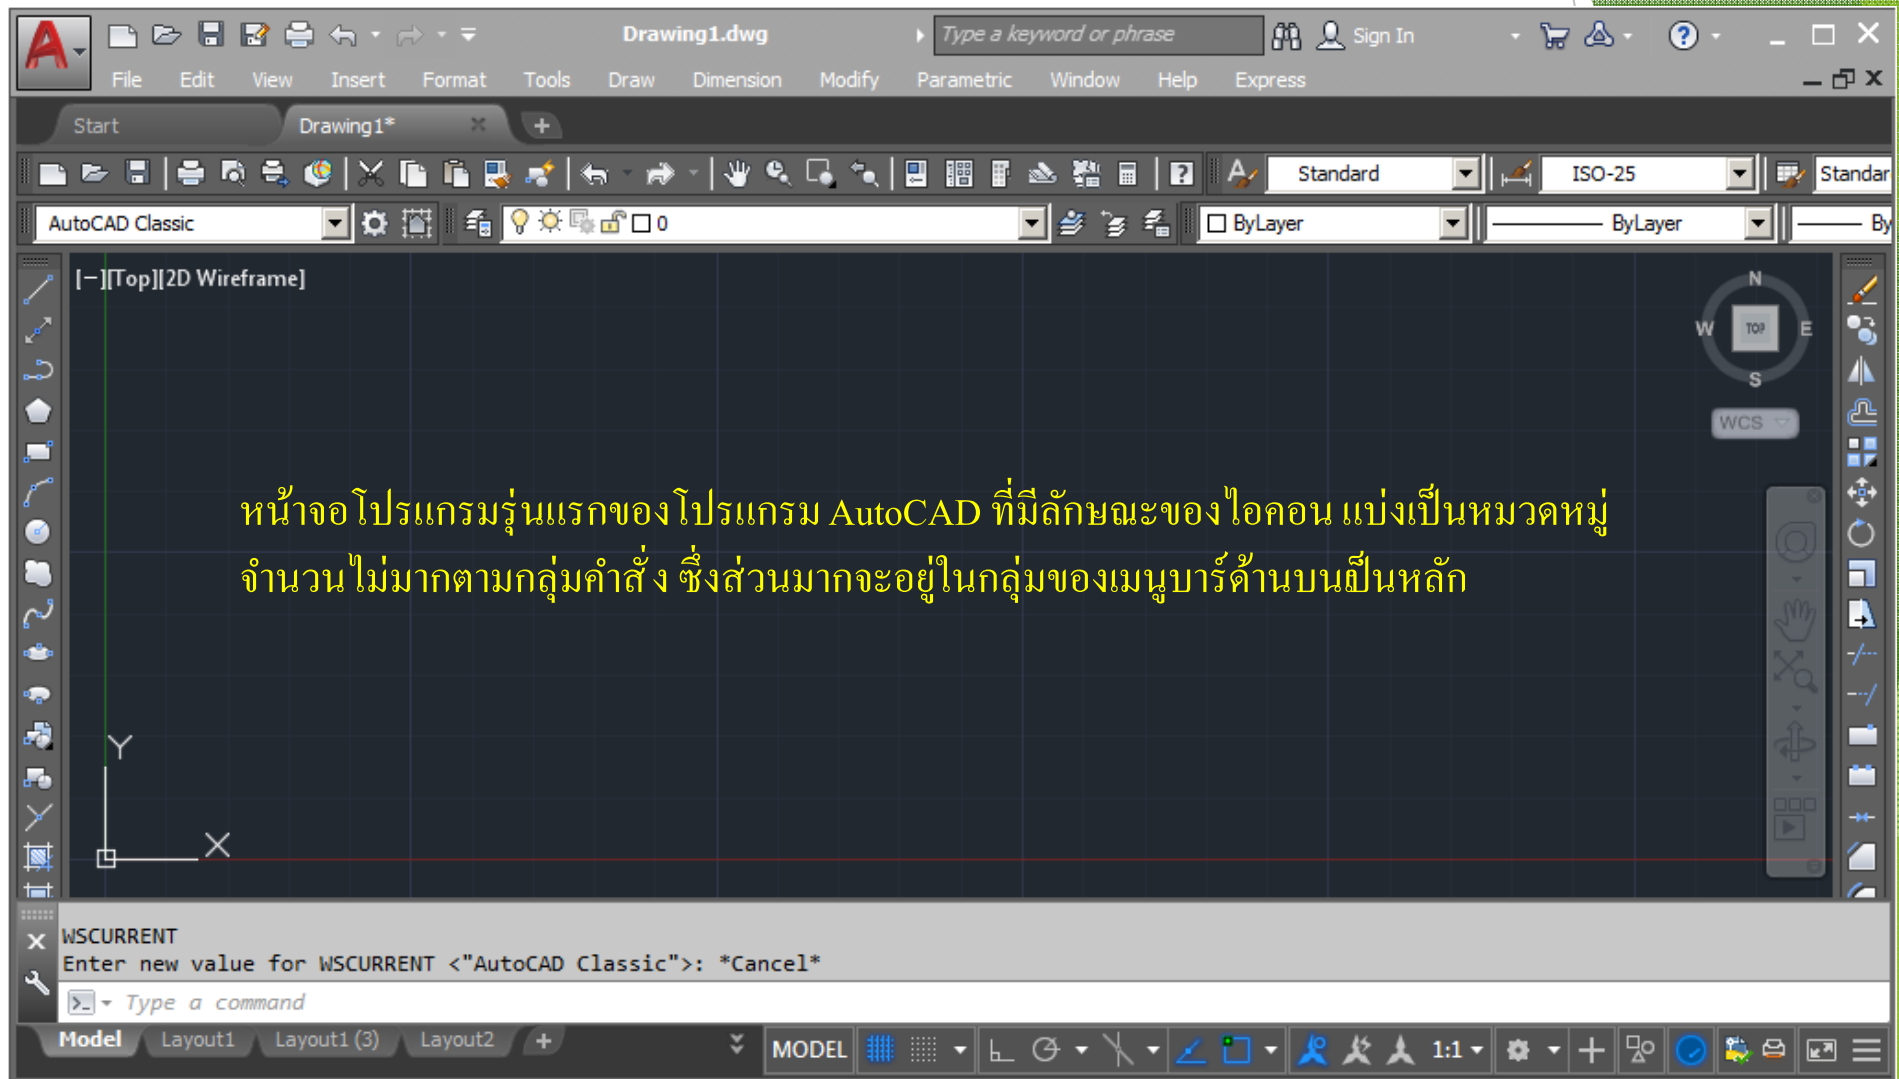 Drawing1.dwg
Type a keyword or phrase
Sign In
File Edit View Insert Format Tools Draw Dimension Modify Parametric Window Help Express
Start Drawing1* +
Standard ISO-25 Standar
AutoCAD Classic 0 ByLayer ByLayer By
[−][Top][2D Wireframe]
N
W TOP E
S
WCS
หน้าจอโปรแกรมรุ่นแรกของโปรแกรม AutoCAD ที่มีลักษณะของไอคอน แบ่งเป็นหมวดหมู่
จำนวนไม่มากตามกลุ่มคำสั่ง ซึ่งส่วนมากจะอยู่ในกลุ่มของเมนูบาร์ด้านบนเป็นหลัก
Y
X
WSCURRENT
Enter new value for WSCURRENT <"AutoCAD Classic">: *Cancel*
Type a command
Model Layout1 Layout1 (3) Layout2 + MODEL 1:1